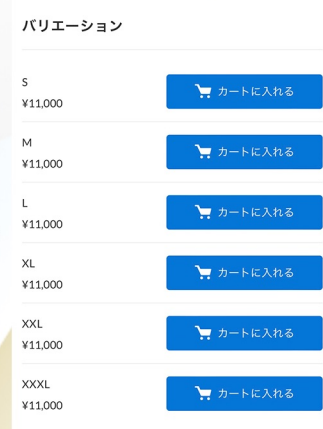 バリエーション
S
¥11,000
カートに入れる
M
¥11,000
カートに入れる
L
¥11,000
カートに入れる
XL
¥11,000
カートに入れる
XXL
¥11,000
カートに入れる
XXXL
¥11,000
カートに入れる